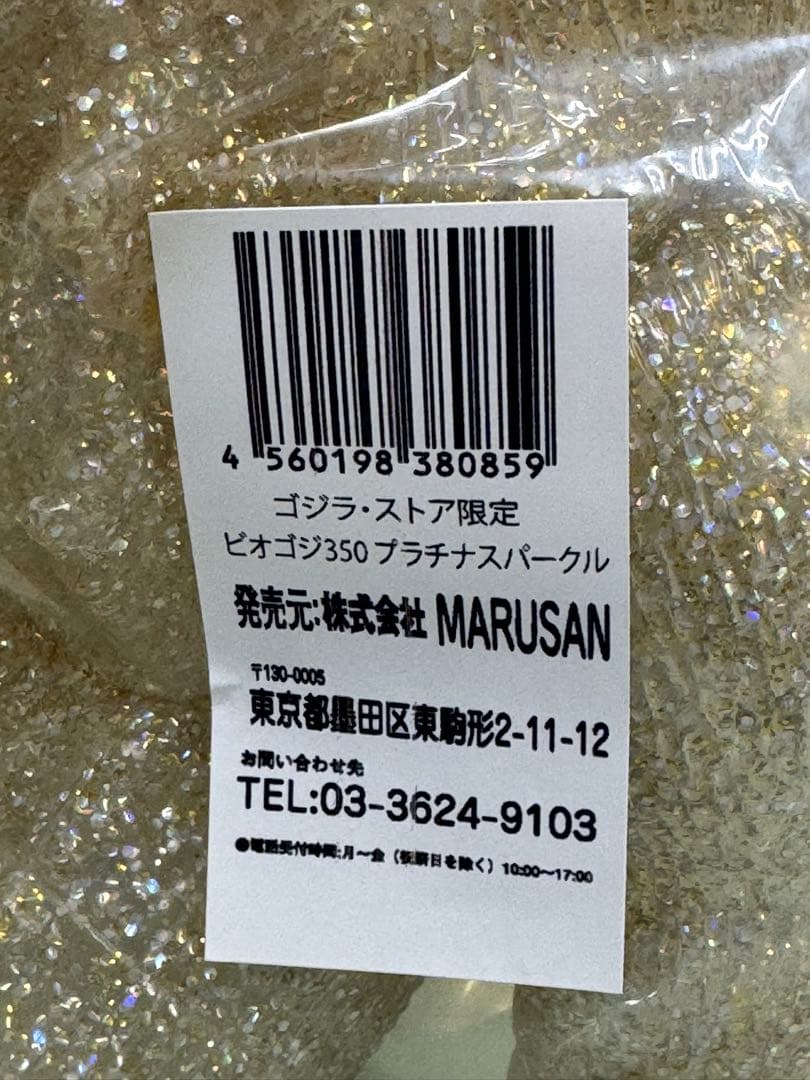 4 560198 380859
ゴジラ・ストア限定
ビオゴジ350 プラチナスパークル
発売元:株式会社 MARUSAN
〒130-0005
東京都墨田区東駒形2-11-12
お問い合わせ先
TEL:03-3624-9103
●電話受付時間:月〜金(祝祭日を除く)10:00〜17:00